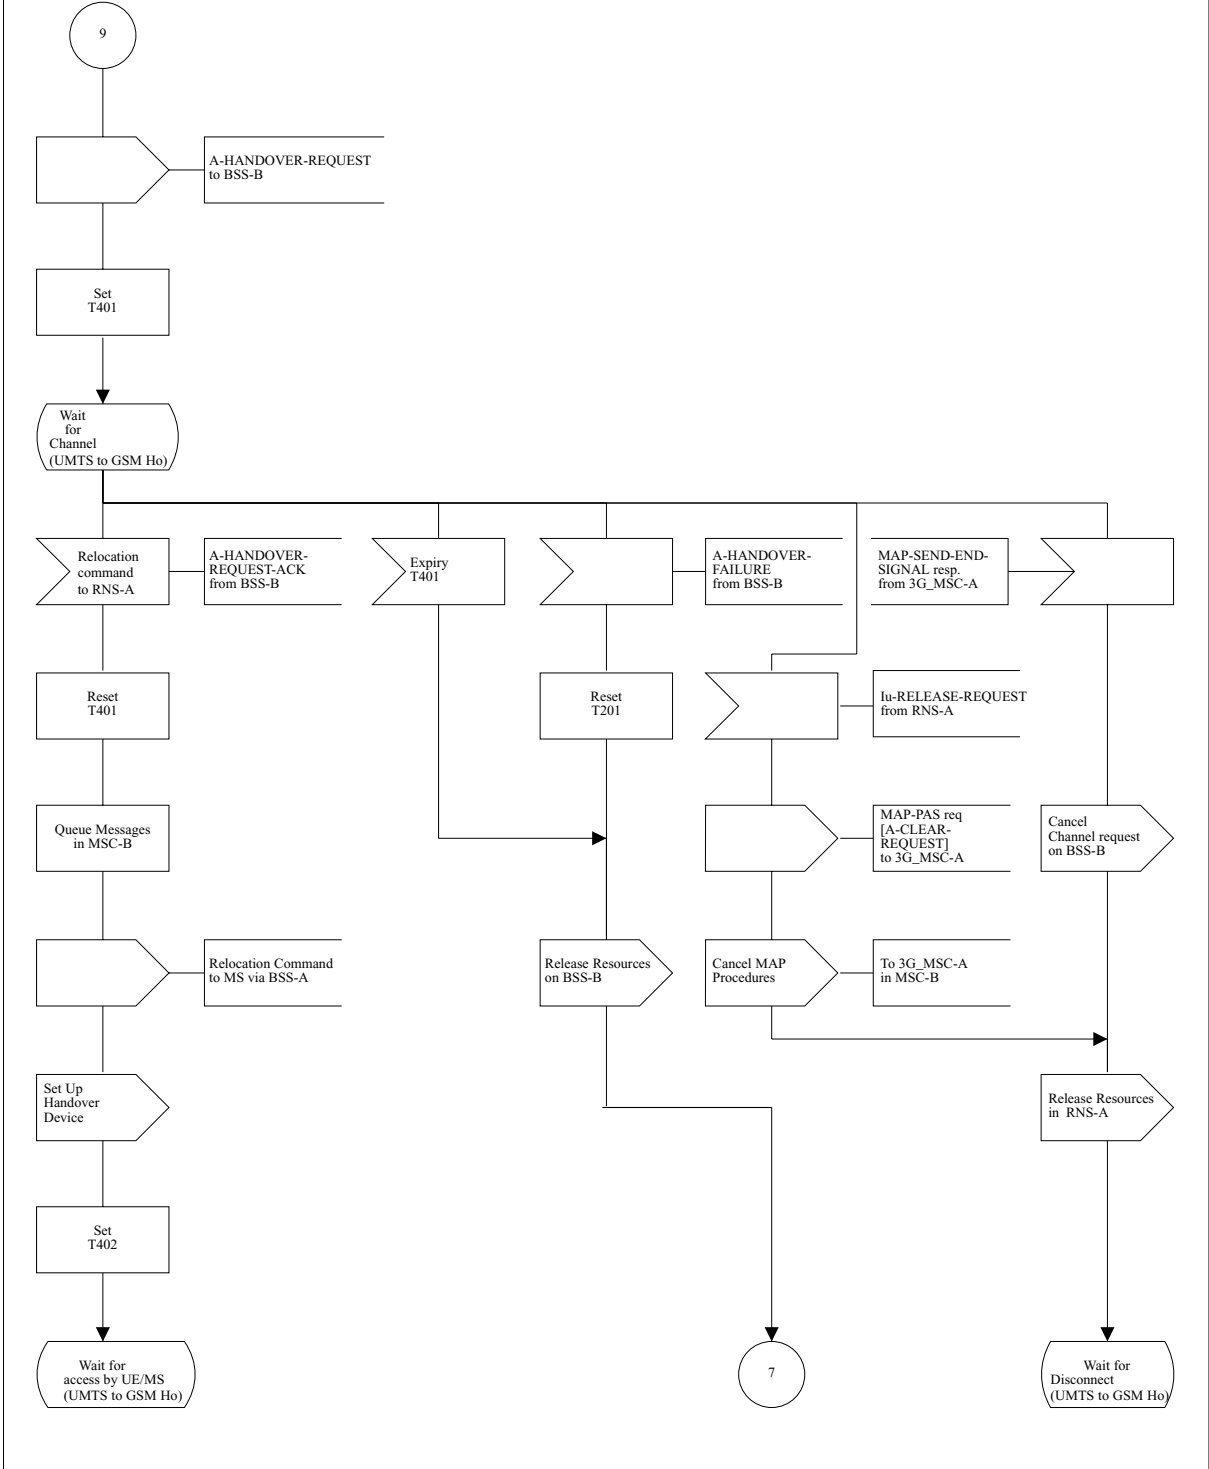 9
A-HANDOVER-REQUEST
to BSS-B
Set
T401
Wait
for
Channel
(UMTS to GSM Ho)
Relocation
command
to RNS-A
A-HANDOVER-
REQUEST-ACK
from BSS-B
Expiry
T401
A-HANDOVER-
FAILURE
from BSS-B
MAP-SEND-END-
SIGNAL resp.
from 3G_MSC-A
Reset
T401
Reset
T201
Iu-RELEASE-REQUEST
from RNS-A
Queue Messages
in MSC-B
MAP-PAS req
[A-CLEAR-
REQUEST]
to 3G_MSC-A
Cancel
Channel request
on BSS-B
Relocation Command
to MS via BSS-A
Release Resources
on BSS-B
Cancel MAP
Procedures
To 3G_MSC-A
in MSC-B
Set Up
Handover
Device
Release Resources
in RNS-A
Set
T402
Wait for
access by UE/MS
(UMTS to GSM Ho)
7
Wait for
Disconnect
(UMTS to GSM Ho)